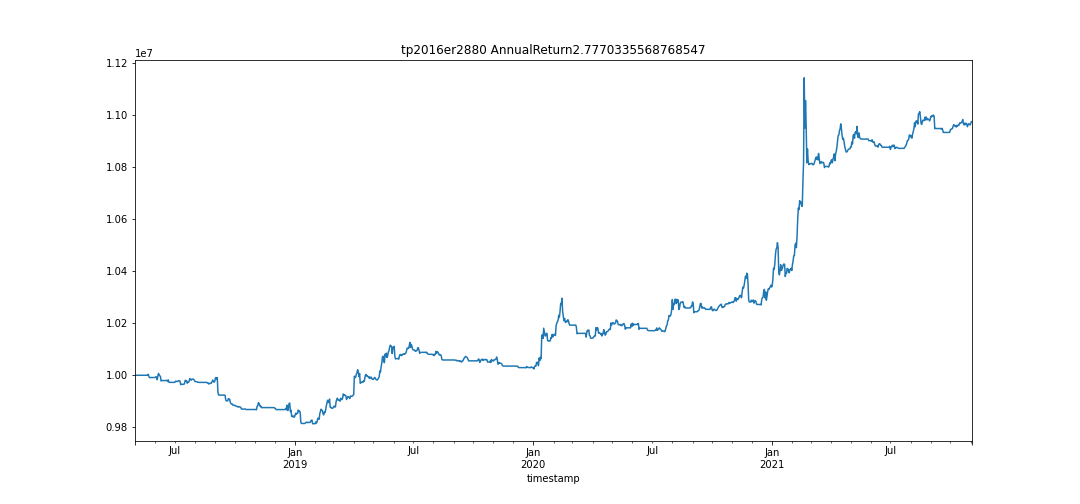 tp2016er2880 AnnualReturn2.7770335568768547
1e7
1.12
1.10
1.08
1.06
1.04
1.02
1.00
0.98
Jul Jan Jul Jan Jul Jan Jul
2019 2020 2021
timestamp